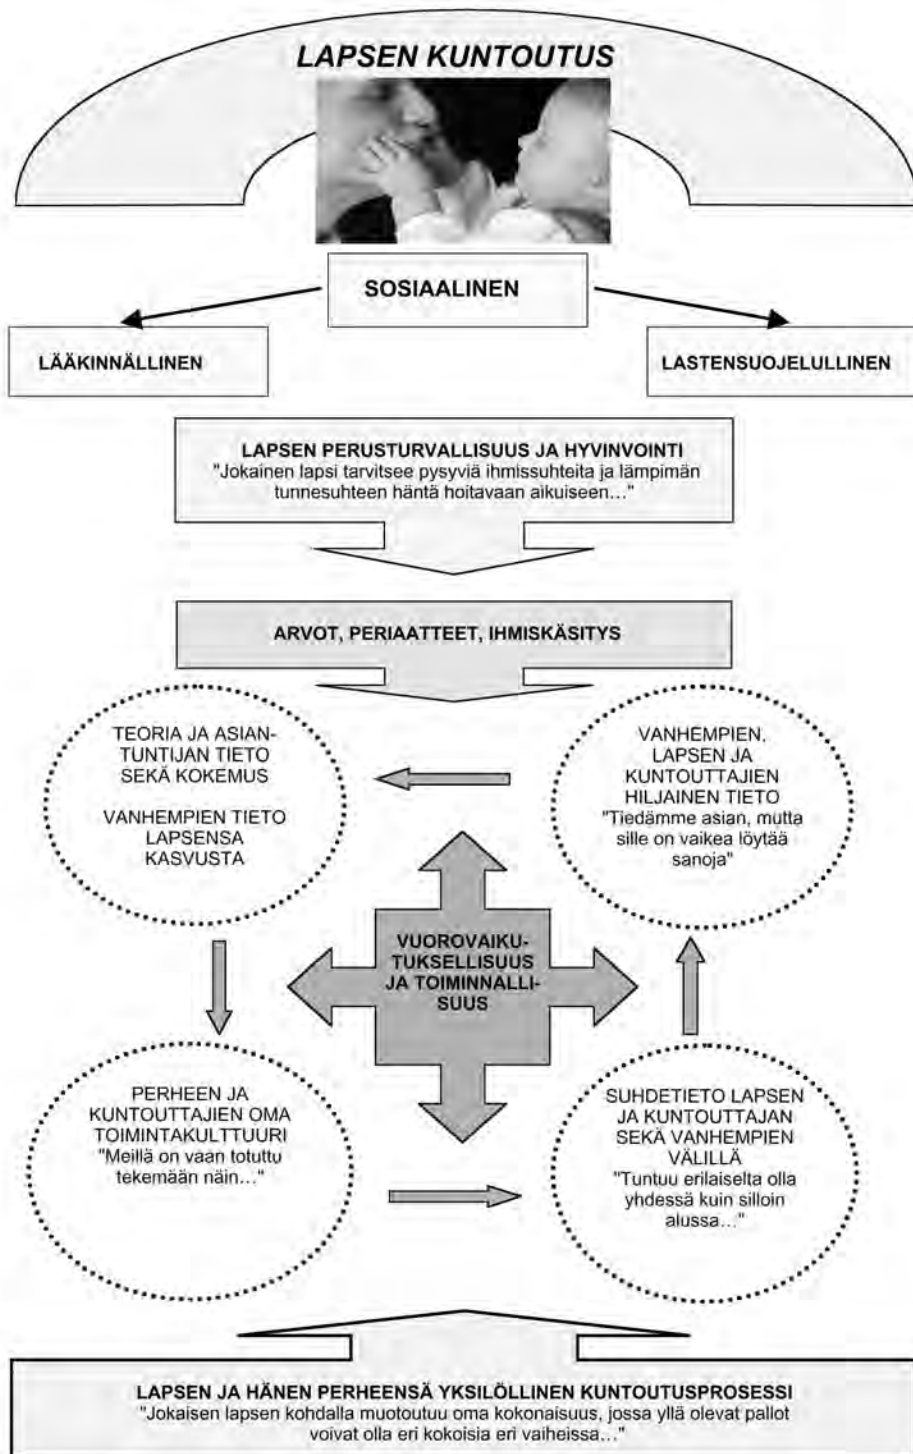 LAPSEN KUNTOUTUS
SOSIAALINEN
LÄÄKINNÄLLINEN
LASTENSUOJELULLINEN
LAPSEN PERUSTURVALLISUUS JA HYVINVOINTI
"Jokainen lapsi tarvitsee pysyviä ihmissuhteita ja lämpimän
tunnesuhteen häntä hoitavaan aikuiseen…"
ARVOT, PERIAATTEET, IHMISKÄSITYS
TEORIA JA ASIAN-
TUNTIJAN TIETO
SEKÄ KOKEMUS
VANHEMPIEN TIETO
LAPSENSA
KASVUSTA
VANHEMPIEN,
LAPSEN JA
KUNTOUTTAJIEN
HILJAINEN TIETO
"Tiedämme asian, mutta
sille on vaikea löytää
sanoja"
VUOROVAIKU-
TUKSELLISUUS
JA TOIMINNALLI-
SUUS
PERHEEN JA
KUNTOUTTAJIEN OMA
TOIMINTAKULTTUURI
"Meillä on vaan totuttu
tekemään näin…"
SUHDETIETO LAPSEN
JA KUNTOUTTAJAN
SEKÄ VANHEMPIEN
VÄLILLÄ
"Tuntuu erilaiselta olla
yhdessä kuin silloin
alussa…"
LAPSEN JA HÄNEN PERHEENSÄ YKSILÖLLINEN KUNTOUTUSPROSESSI
"Jokaisen lapsen kohdalla muotoutuu oma kokonaisuus, jossa yllä olevat pallot
voivat olla eri kokoisia eri vaiheissa…"